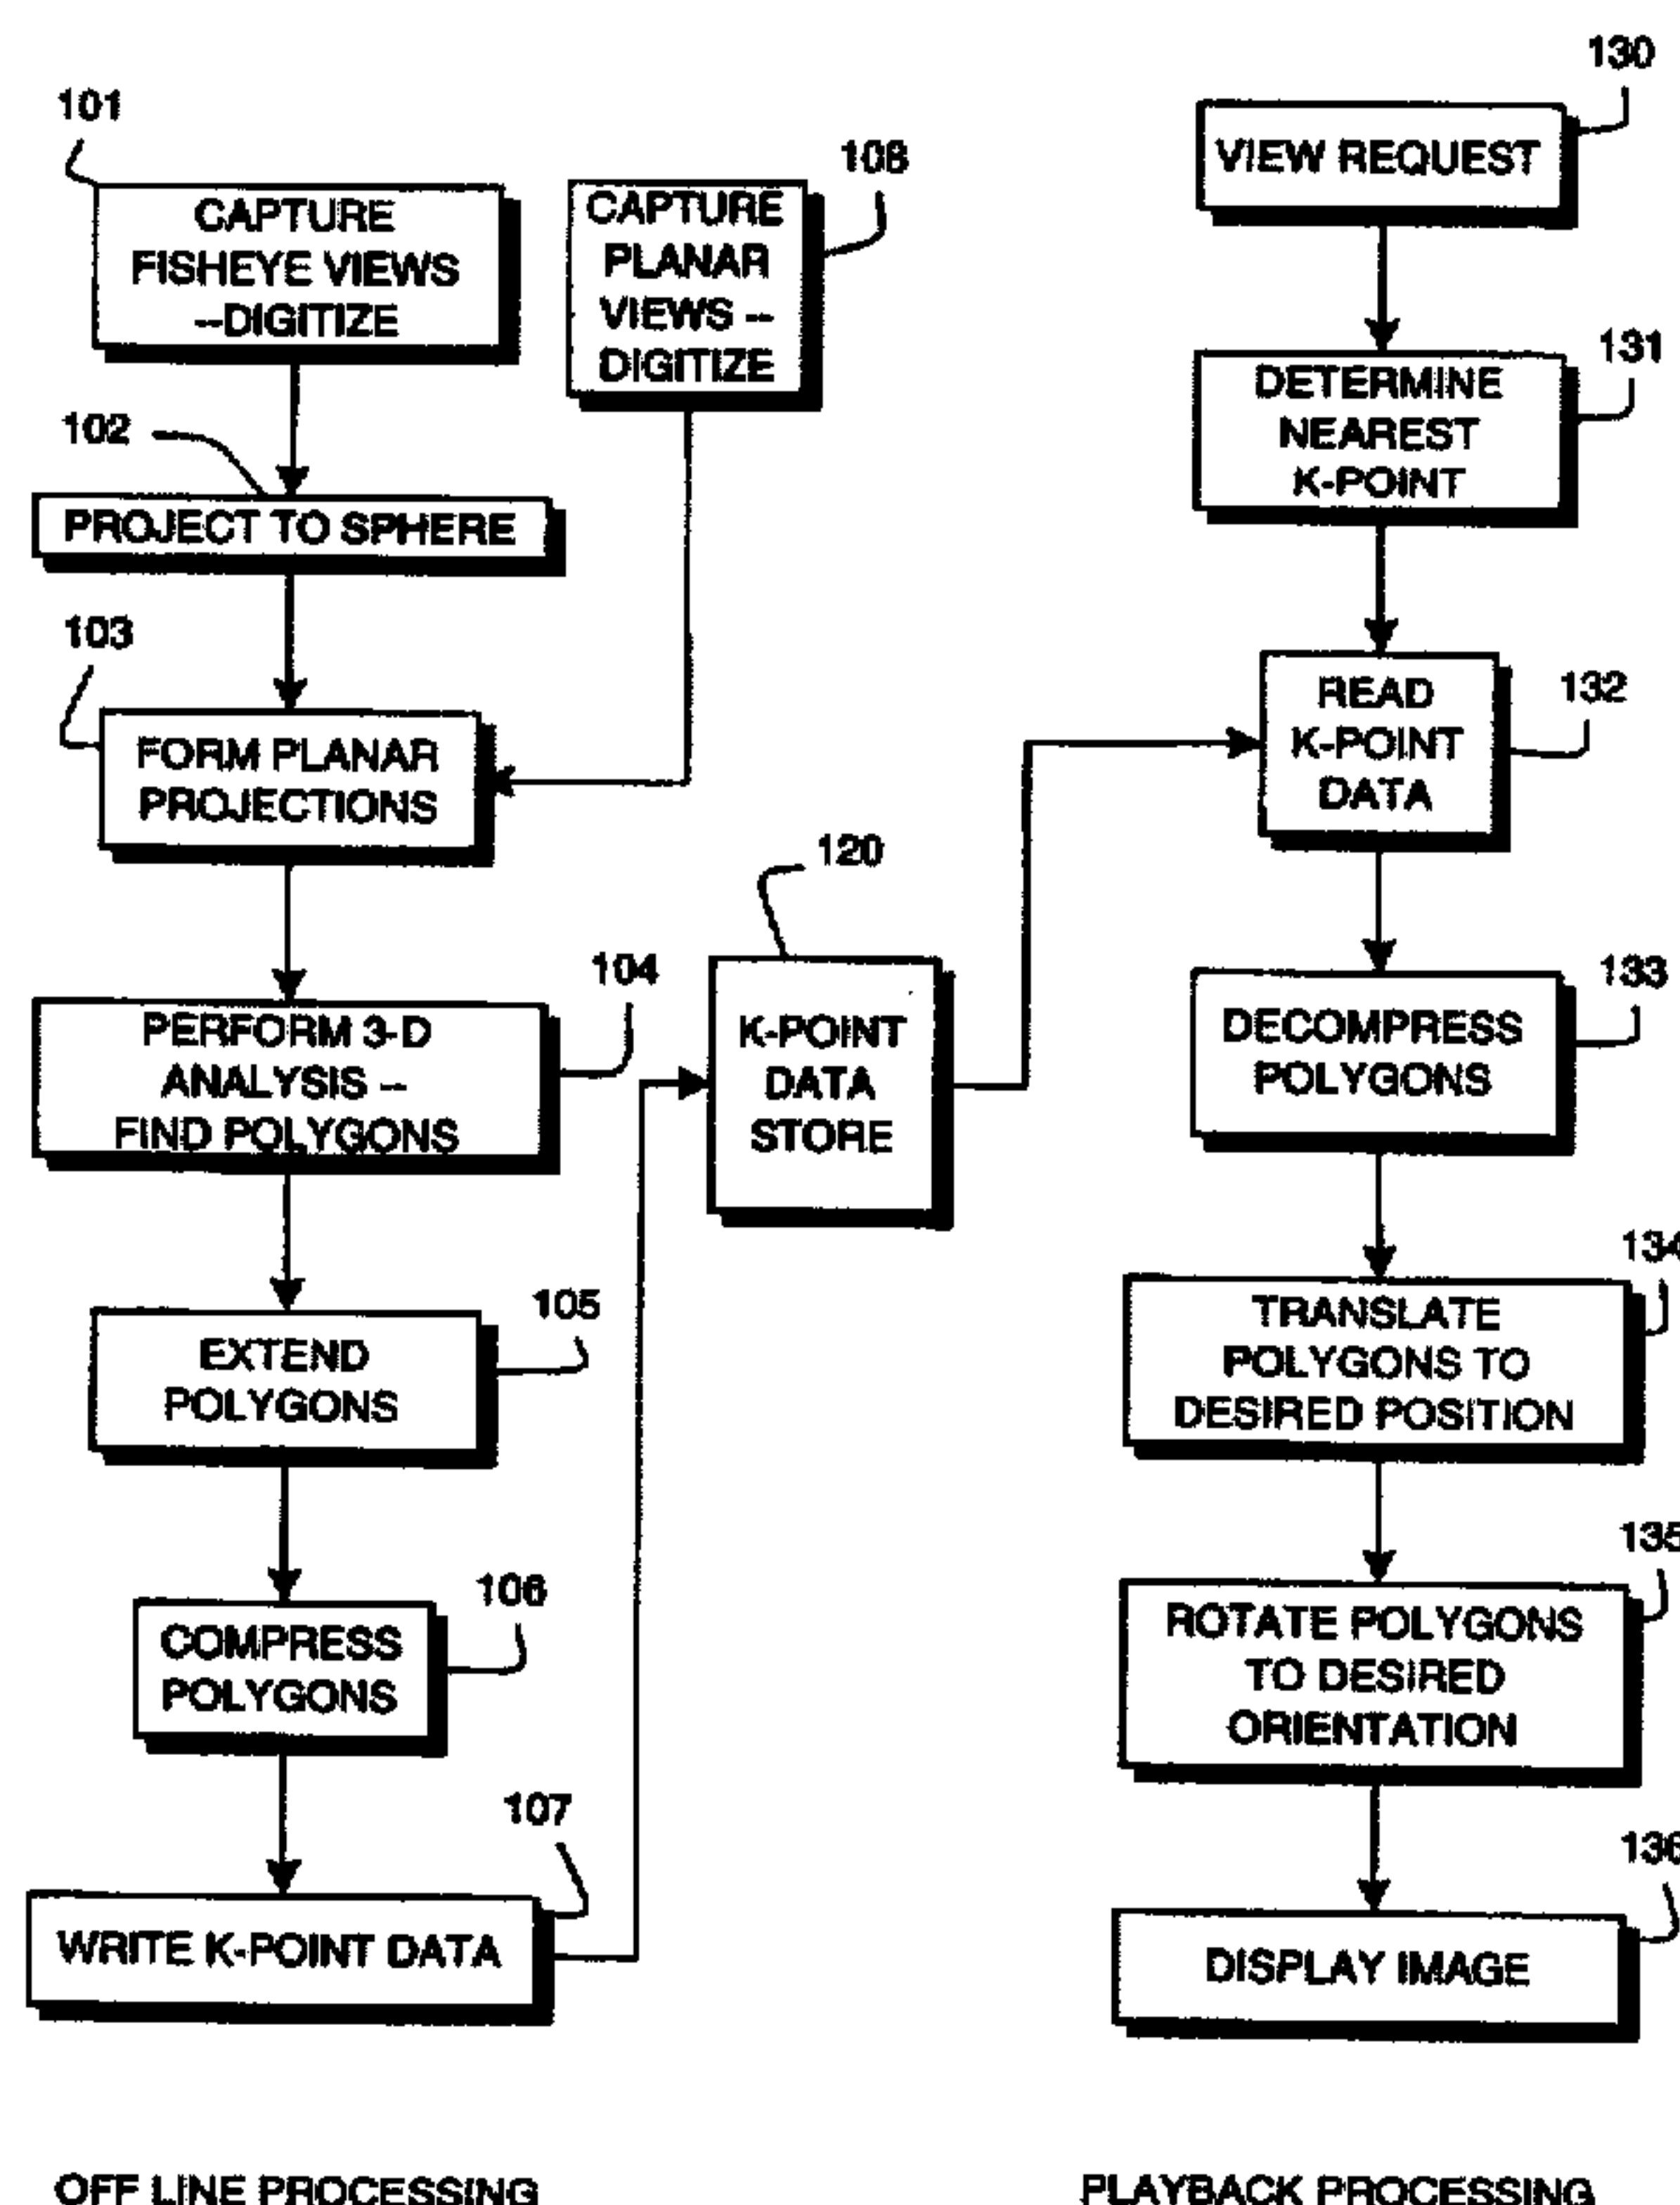 101
CAPTURE
FISHEYE VIEWS
--DIGITIZE
108
CAPTURE
PLANAR
VIEWS --
DIGITIZE
102
PROJECT TO SPHERE
103
FORM PLANAR
PROJECTIONS
104
PERFORM 3-D
ANALYSIS --
FIND POLYGONS
105
EXTEND
POLYGONS
106
COMPRESS
POLYGONS
107
WRITE K-POINT DATA
120
K-POINT
DATA
STORE
130
VIEW REQUEST
131
DETERMINE
NEAREST
K-POINT
132
READ
K-POINT
DATA
133
DECOMPRESS
POLYGONS
134
TRANSLATE
POLYGONS TO
DESIRED POSITION
135
ROTATE POLYGONS
TO DESIRED
ORIENTATION
136
DISPLAY IMAGE
OFF LINE PROCESSING
PLAYBACK PROCESSING